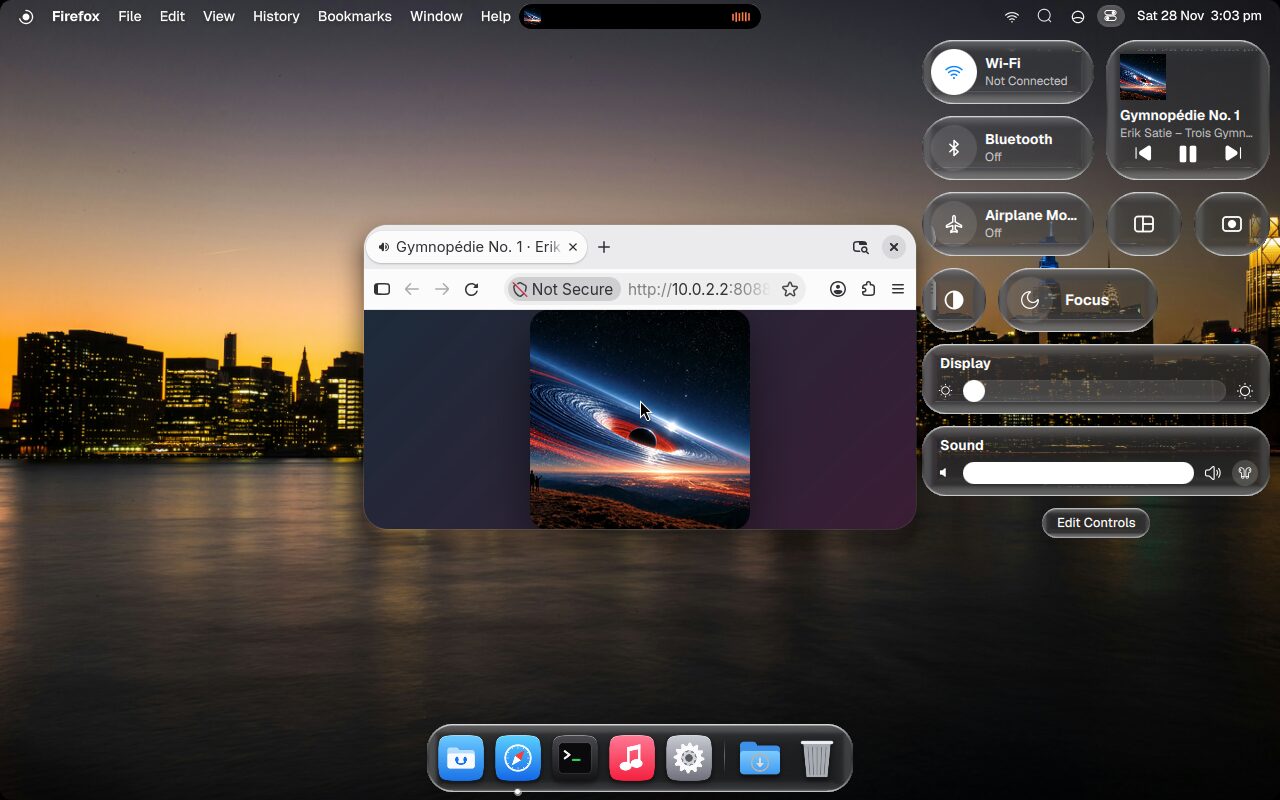 Firefox File Edit View History Bookmarks Window Help
Sat 28 Nov 3:03 pm
Wi-Fi
Not Connected
Gymnopédie No. 1
Erik Satie – Trois Gymn...
Bluetooth
Off
Airplane Mo...
Off
Focus
Display
Sound
Edit Controls
Gymnopédie No. 1 · Erik
Not Secure http://10.0.2.2:8088